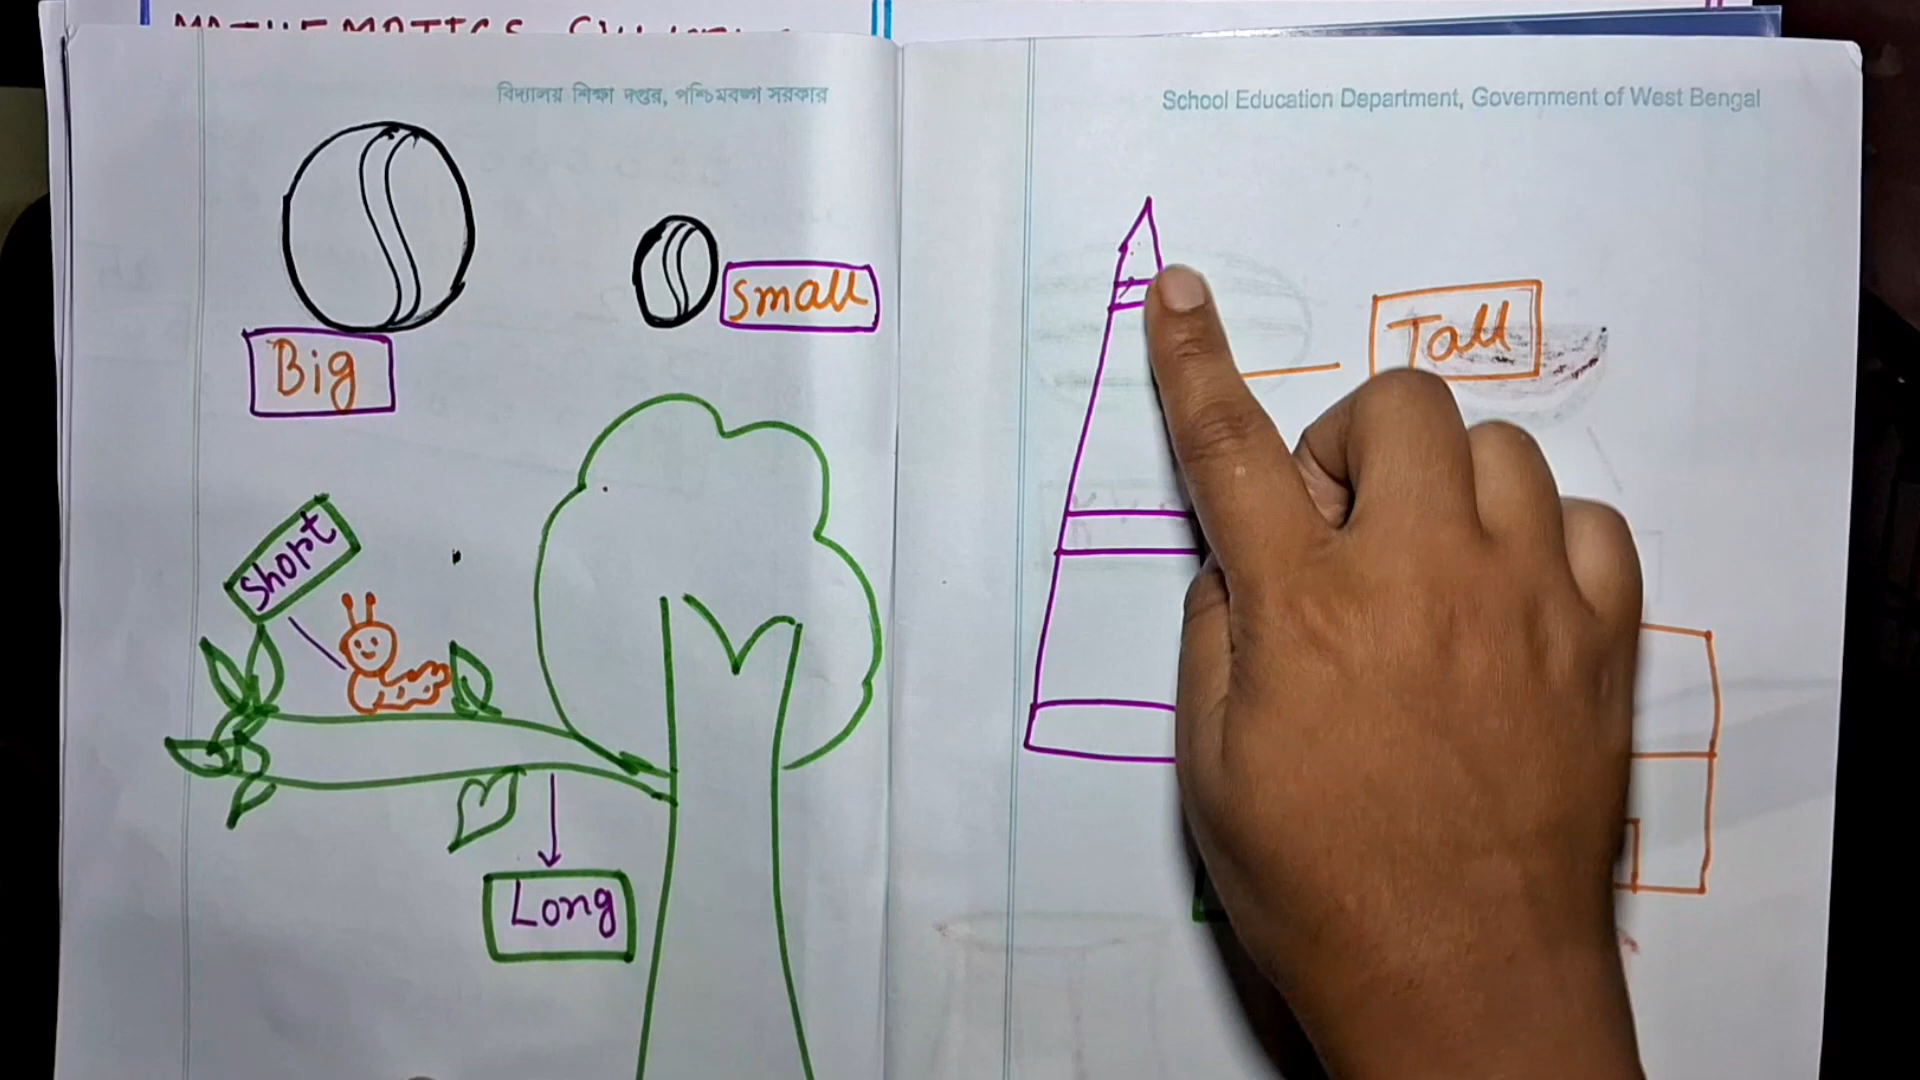 বিদ্যালয় শিক্ষা দপ্তর, পশ্চিমবঙ্গ সরকার
School Education Department, Government of West Bengal
Big
small
Tall
Short
Long